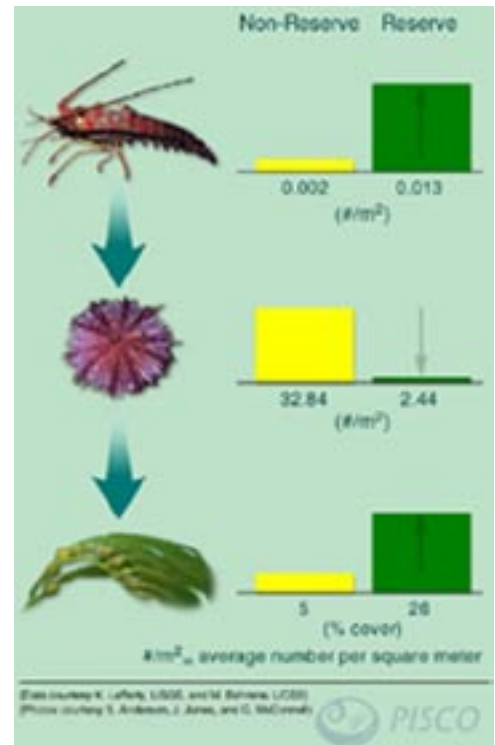 Non-Reserve Reserve
0.002 0.013
(#/m²)
32.84 2.44
(#/m²)
5 26
(% cover)
#/m² = average number per square meter
(Data courtesy K. Lafferty, USGS, and M. Behrens, UCSB)
(Photos courtesy S. Anderson, J. Jones, and G. McDonald)
PISCO